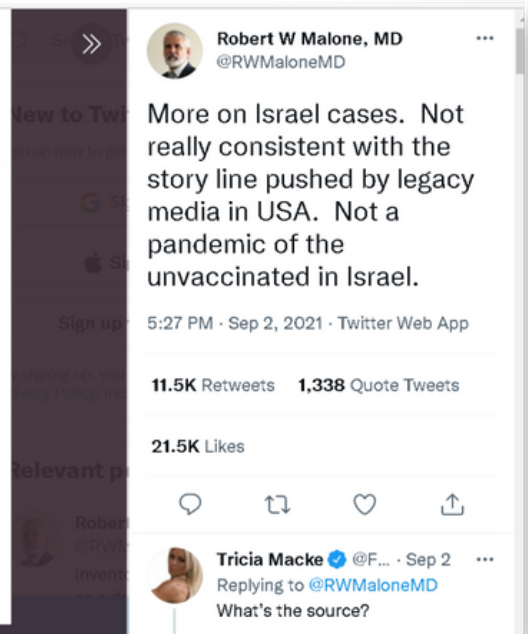 New to Twi
Robert W Malone, MD
@RWMaloneMD
More on Israel cases.  Not
really consistent with the
story line pushed by legacy
media in USA.  Not a
pandemic of the
unvaccinated in Israel.
5:27 PM · Sep 2, 2021 · Twitter Web App
Sign up
11.5K Retweets 1,338 Quote Tweets
21.5K Likes
Relevant p
Robert
Invento
Tricia Macke @F... · Sep 2
Replying to @RWMaloneMD
What's the source?